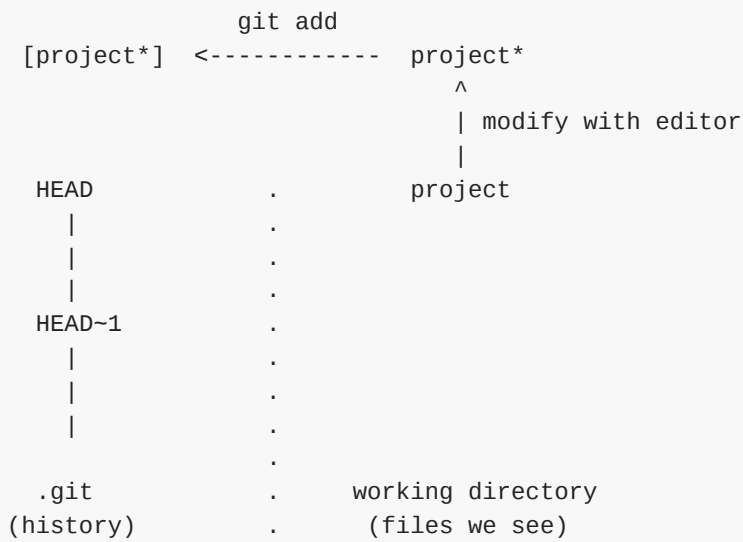 git add
[project*] <------------ project*
^
| modify with editor
|
HEAD . project
| .
| .
| .
HEAD~1 .
| .
| .
| .
.
.git . working directory
(history) . (files we see)